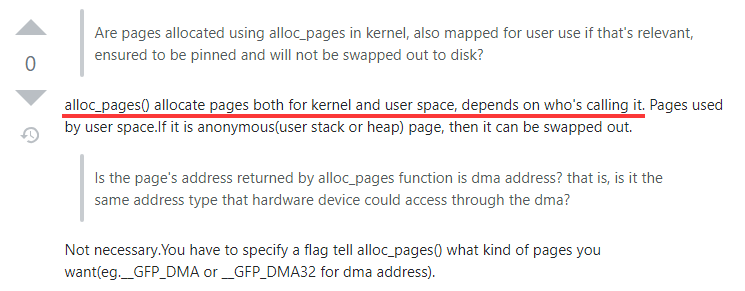 Are pages allocated using alloc_pages in kernel, also mapped for user use if that's relevant,
ensured to be pinned and will not be swapped out to disk?
0
alloc_pages() allocate pages both for kernel and user space, depends on who's calling it. Pages used
by user space.If it is anonymous(user stack or heap) page, then it can be swapped out.
Is the page's address returned by alloc_pages function is dma address? that is, is it the
same address type that hardware device could access through the dma?
Not necessary.You have to specify a flag tell alloc_pages() what kind of pages you
want(eg.__GFP_DMA or __GFP_DMA32 for dma address).